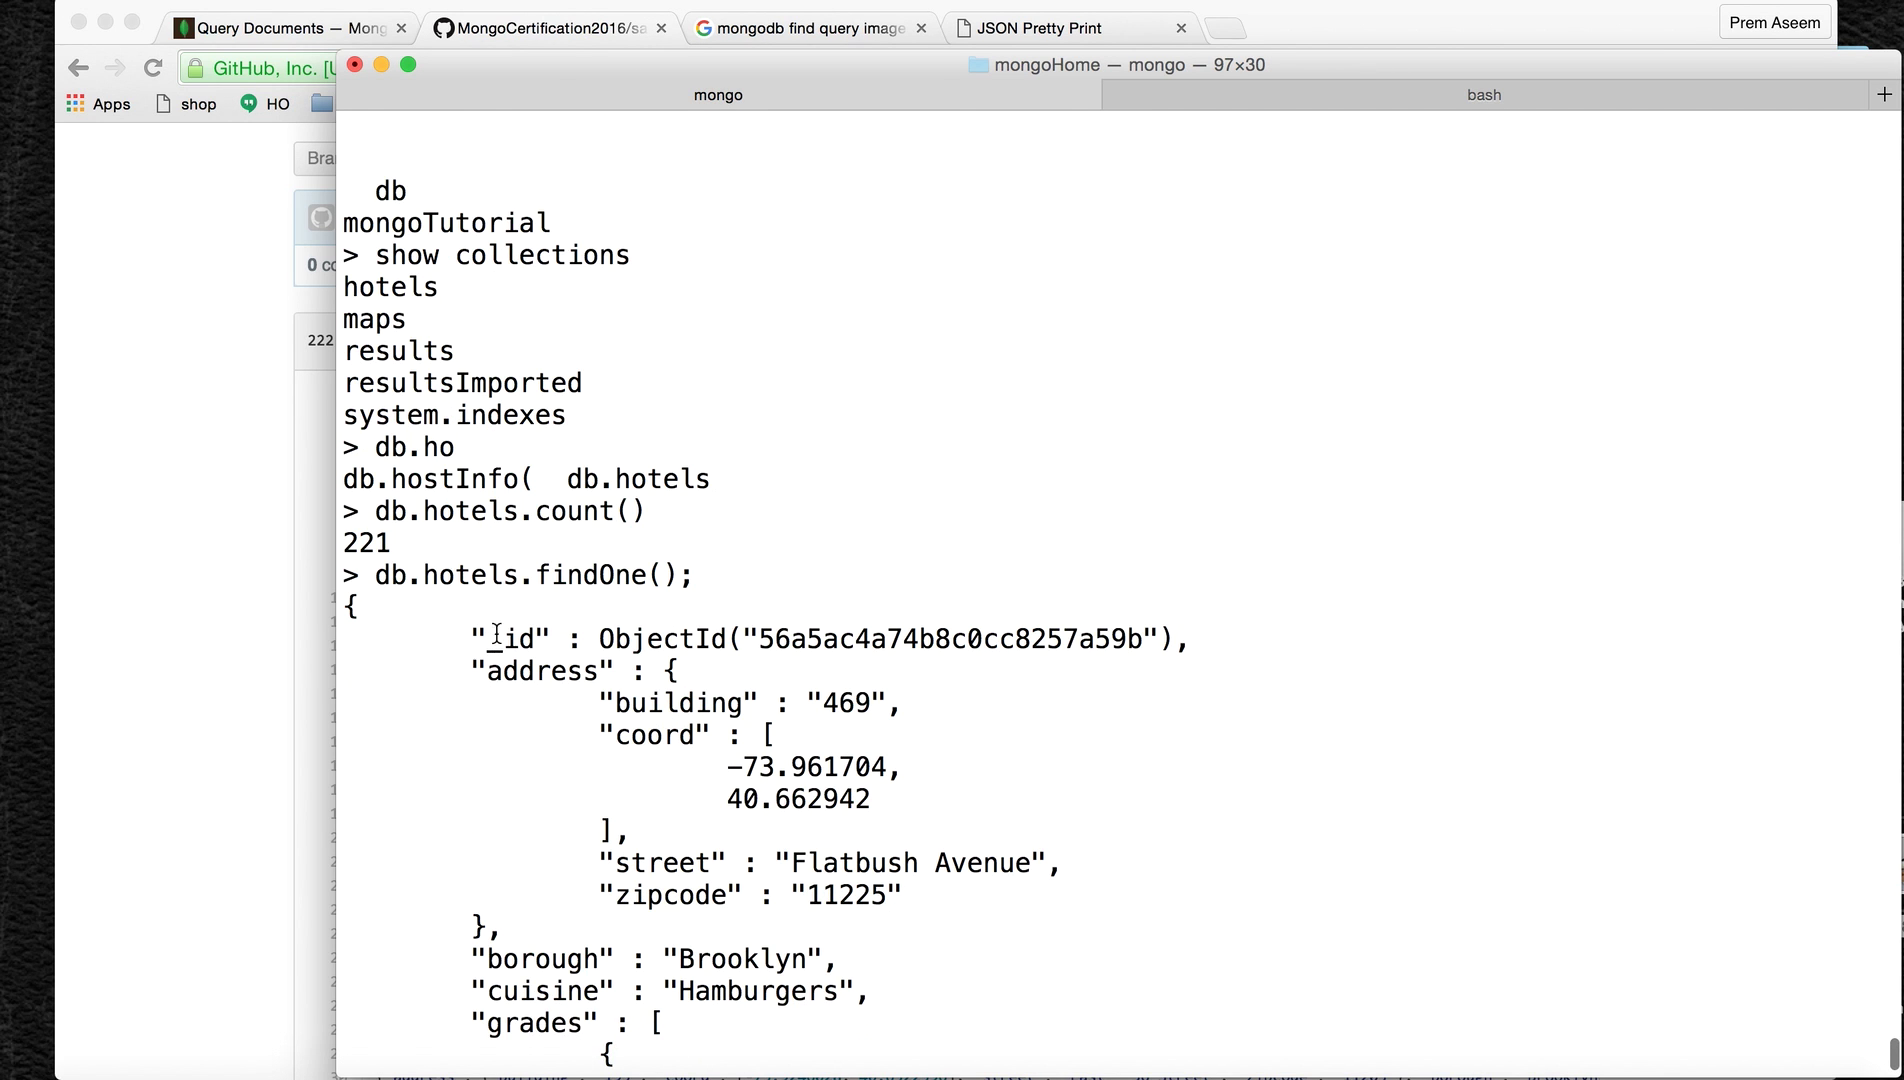 Query Documents — Mong
MongoCertification2016/sa
mongodb find query image
JSON Pretty Print
Prem Aseem
GitHub, Inc. [U
mongoHome — mongo — 97×30
Apps
shop
HO
mongo
bash
Bra
0 co
222
db
mongoTutorial
> show collections
hotels
maps
results
resultsImported
system.indexes
> db.ho
db.hostInfo(  db.hotels
> db.hotels.count()
221
> db.hotels.findOne();
{
"_id" : ObjectId("56a5ac4a74b8c0cc8257a59b"),
"address" : {
"building" : "469",
"coord" : [
-73.961704,
40.662942
],
"street" : "Flatbush Avenue",
"zipcode" : "11225"
},
"borough" : "Brooklyn",
"cuisine" : "Hamburgers",
"grades" : [
{